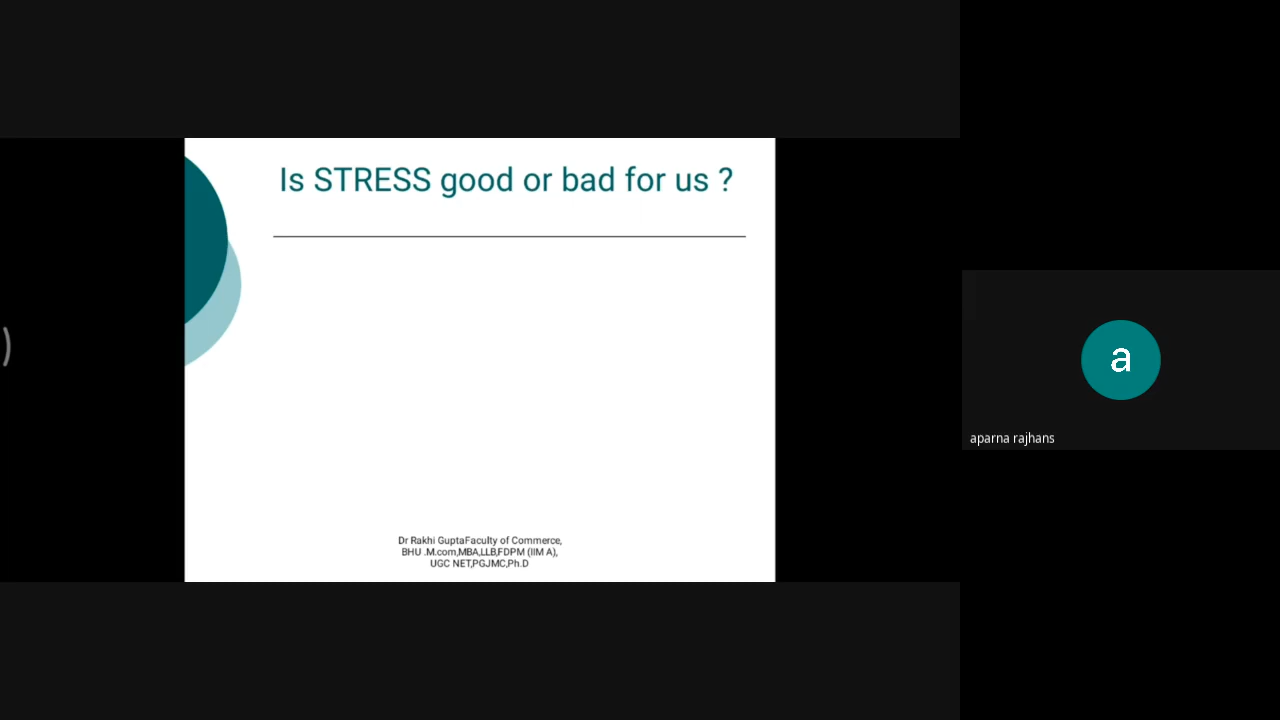 Is STRESS good or bad for us ?
Dr Rakhi GuptaFaculty of Commerce,
BHU .M.com,MBA,LLB,FDPM (IIM A),
UGC NET,PGJMC,Ph.D
a
aparna rajhans